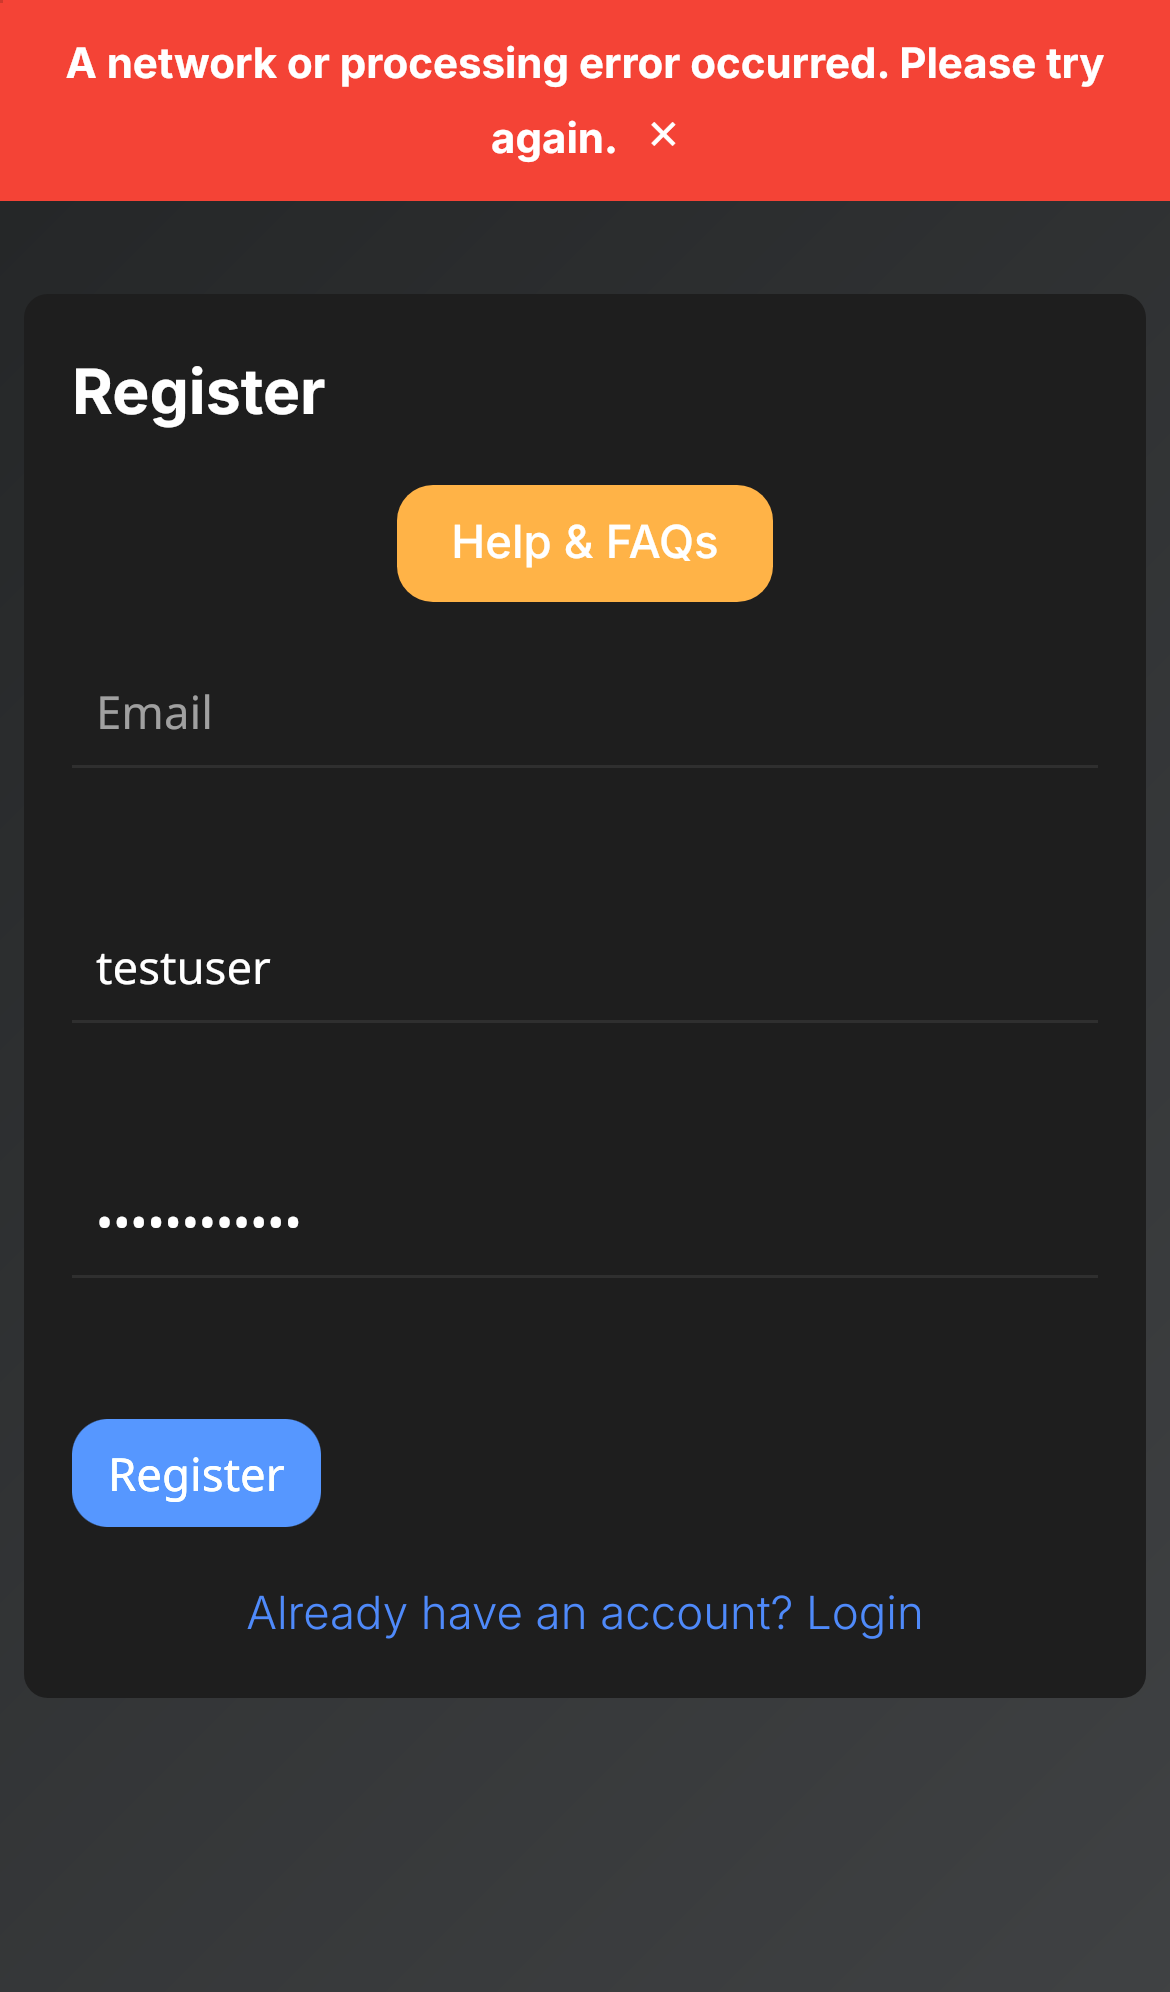 A network or processing error occurred. Please try
again. ×
Register
Help & FAQs
Email
testuser
••••••••••••
Register
Already have an account? Login